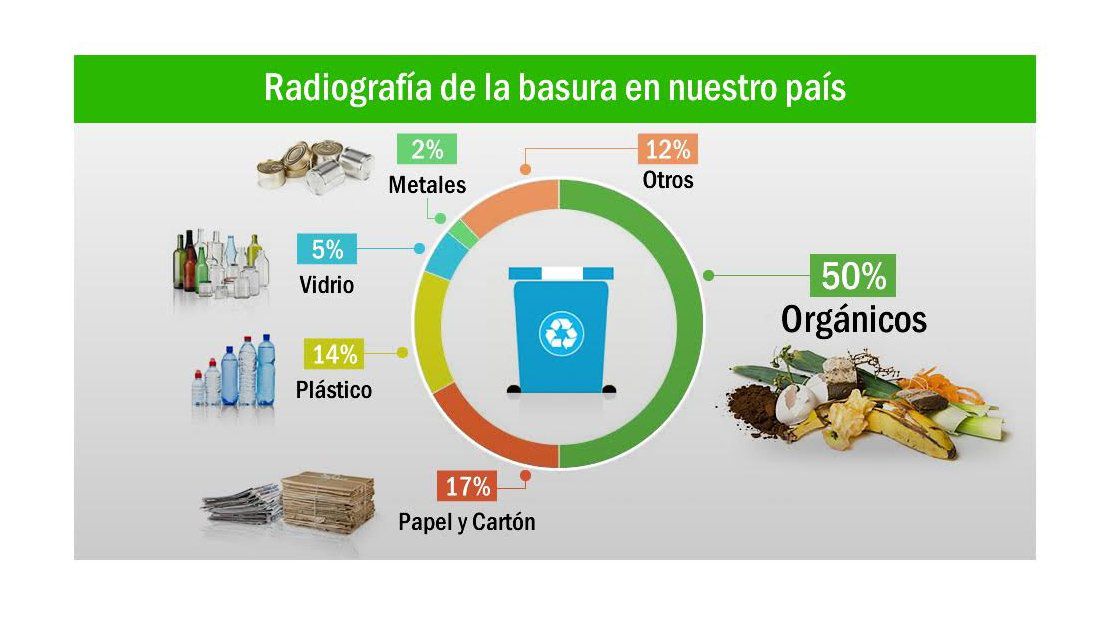 Radiografía de la basura en nuestro país
2%
Metales
12%
Otros
5%
Vidrio
50%
Orgánicos
14%
Plástico
17%
Papel y Cartón